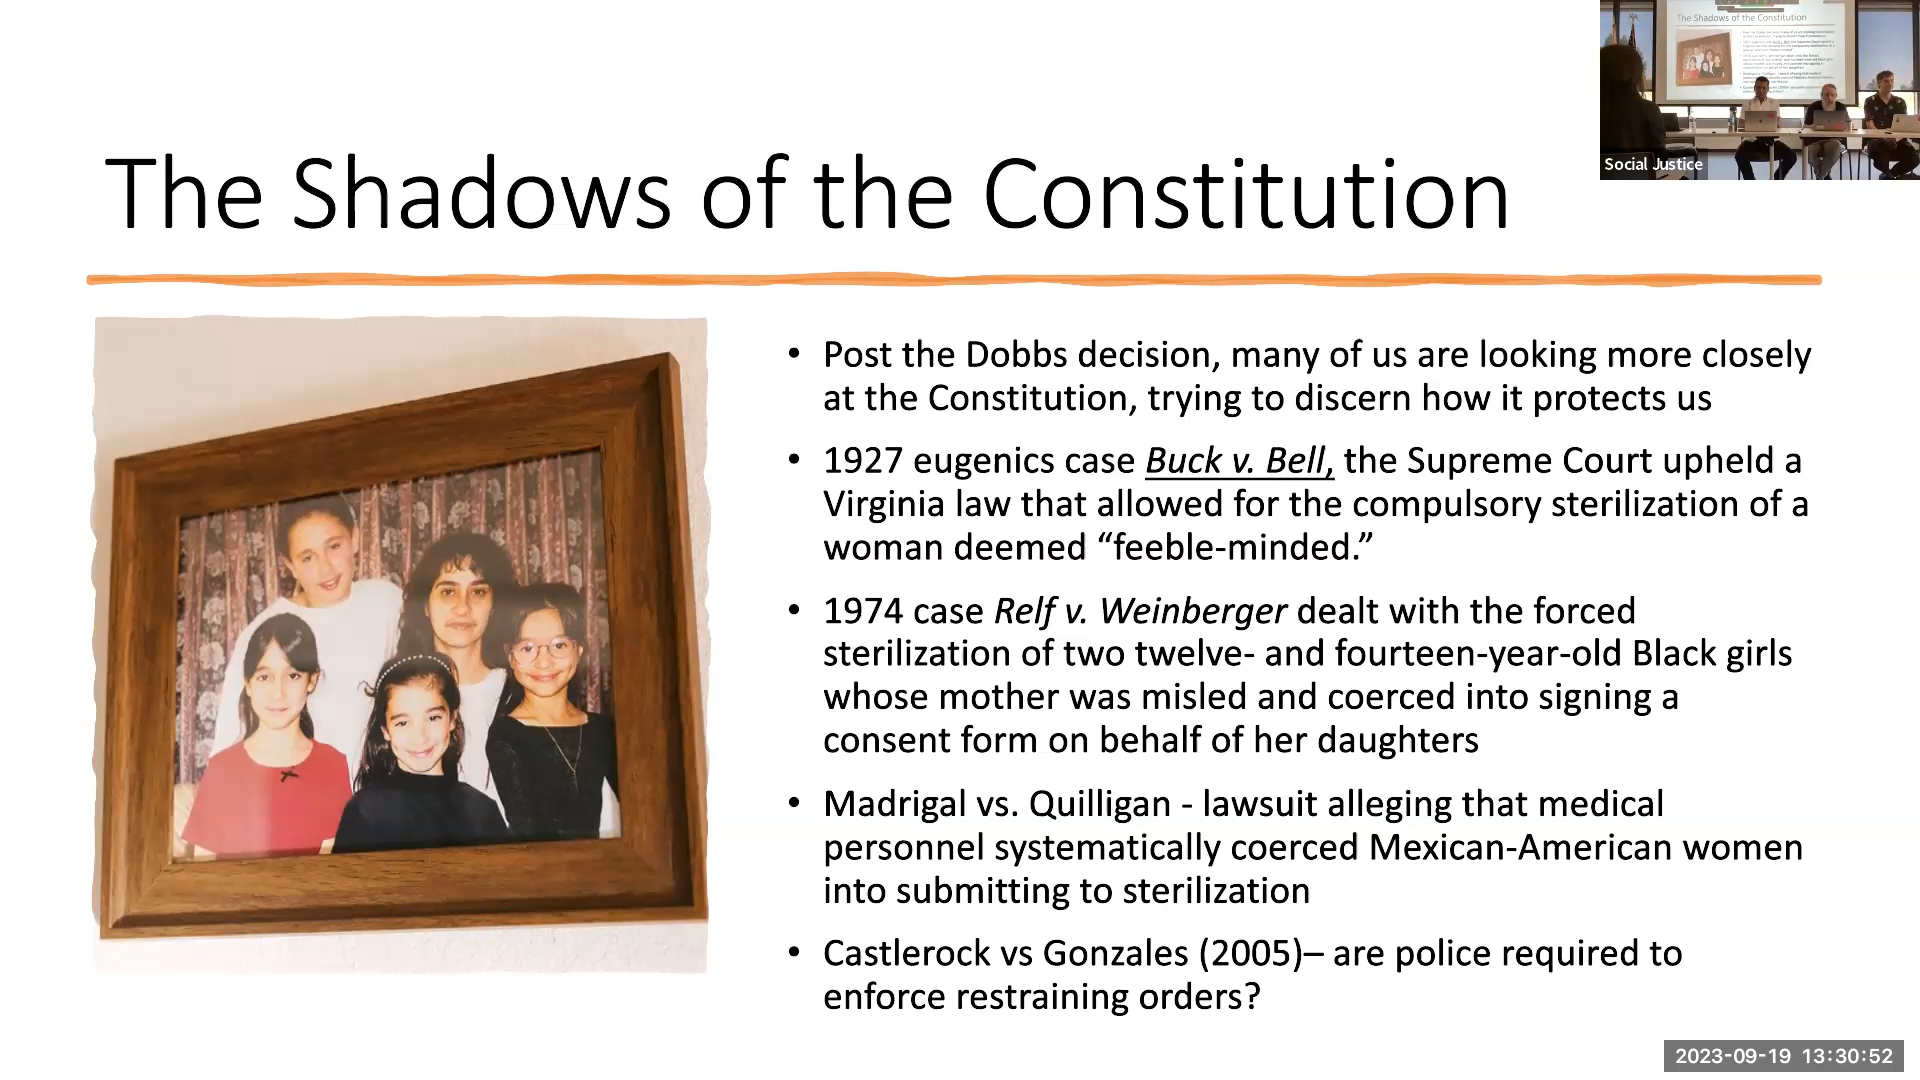 The Shadows of the Constitution
Social Justice
The Shadows of the Constitution
• Post the Dobbs decision, many of us are looking more closely
at the Constitution, trying to discern how it protects us
• 1927 eugenics case Buck v. Bell, the Supreme Court upheld a
Virginia law that allowed for the compulsory sterilization of a
woman deemed “feeble-minded.”
• 1974 case Relf v. Weinberger dealt with the forced
sterilization of two twelve- and fourteen-year-old Black girls
whose mother was misled and coerced into signing a
consent form on behalf of her daughters
• Madrigal vs. Quilligan - lawsuit alleging that medical
personnel systematically coerced Mexican-American women
into submitting to sterilization
• Castlerock vs Gonzales (2005)– are police required to
enforce restraining orders?
2023-09-19 13:30:52